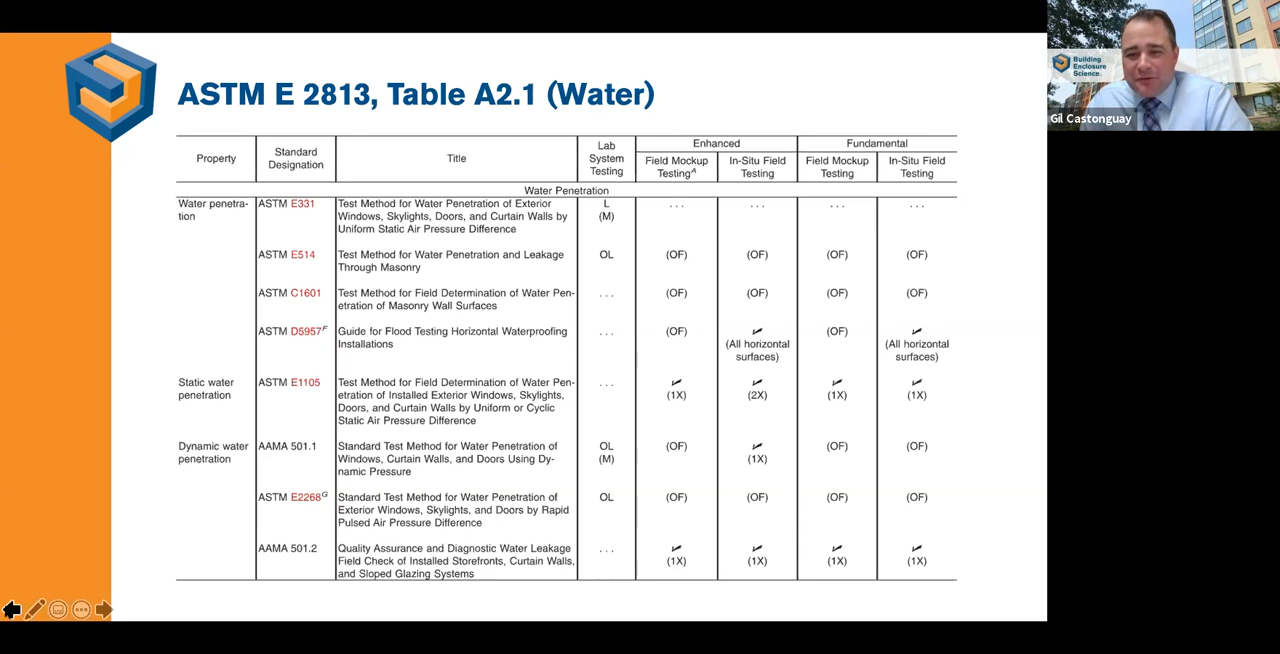 ASTM E 2813, Table A2.1 (Water)
Building
Enclosure
Science.
Gil Castonguay
Property
Standard
Designation
Title
Lab
System
Testing
Enhanced
Fundamental
Field Mockup
Testing A
In-Situ Field
Testing
Field Mockup
Testing
In-Situ Field
Testing
Water Penetration
Water penetra-
tion
ASTM E331
Test Method for Water Penetration of Exterior
Windows, Skylights, Doors, and Curtain Walls by
Uniform Static Air Pressure Difference
L
(M)
. . .
. . .
. . .
. . .
ASTM E514
Test Method for Water Penetration and Leakage
Through Masonry
OL
(OF)
(OF)
(OF)
(OF)
ASTM C1601
Test Method for Field Determination of Water Pen-
etration of Masonry Wall Surfaces
. . .
(OF)
(OF)
(OF)
(OF)
ASTM D5957 F
Guide for Flood Testing Horizontal Waterproofing
Installations
. . .
(OF)
✓
(All horizontal
surfaces)
(OF)
✓
(All horizontal
surfaces)
Static water
penetration
ASTM E1105
Test Method for Field Determination of Water Pen-
etration of Installed Exterior Windows, Skylights,
Doors, and Curtain Walls by Uniform or Cyclic
Static Air Pressure Difference
. . .
✓
(1X)
✓
(2X)
✓
(1X)
✓
(1X)
Dynamic water
penetration
AAMA 501.1
Standard Test Method for Water Penetration of
Windows, Curtain Walls, and Doors Using Dy-
namic Pressure
OL
(M)
(OF)
✓
(1X)
(OF)
(OF)
ASTM E2268 G
Standard Test Method for Water Penetration of
Exterior Windows, Skylights, and Doors by Rapid
Pulsed Air Pressure Difference
OL
(OF)
(OF)
(OF)
(OF)
AAMA 501.2
Quality Assurance and Diagnostic Water Leakage
Field Check of Installed Storefronts, Curtain Walls,
and Sloped Glazing Systems
. . .
✓
(1X)
✓
(1X)
✓
(1X)
✓
(1X)